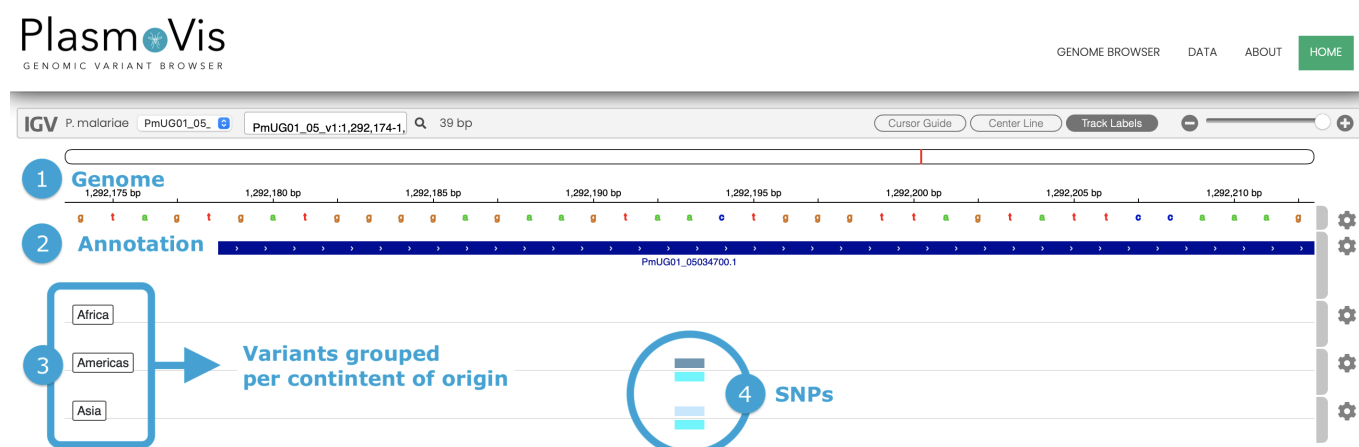 PlasmoVis
GENOMIC VARIANT BROWSER
GENOME BROWSER DATA ABOUT HOME
IGV P. malariae PmUG01_05_ PmUG01_05_v1:1,292,174-1, 39 bp Cursor Guide Center Line Track Labels
1 Genome
1,292,175 bp 1,292,180 bp 1,292,185 bp 1,292,190 bp 1,292,195 bp 1,292,200 bp 1,292,205 bp 1,292,210 bp
g t a g t g a t g g g g a g a a g t a a c t g g g t t a g t a t t c c a a a g
2 Annotation
PmUG01_05034700.1
Africa
3 Americas
Variants grouped
per contintent of origin
4 SNPs
Asia